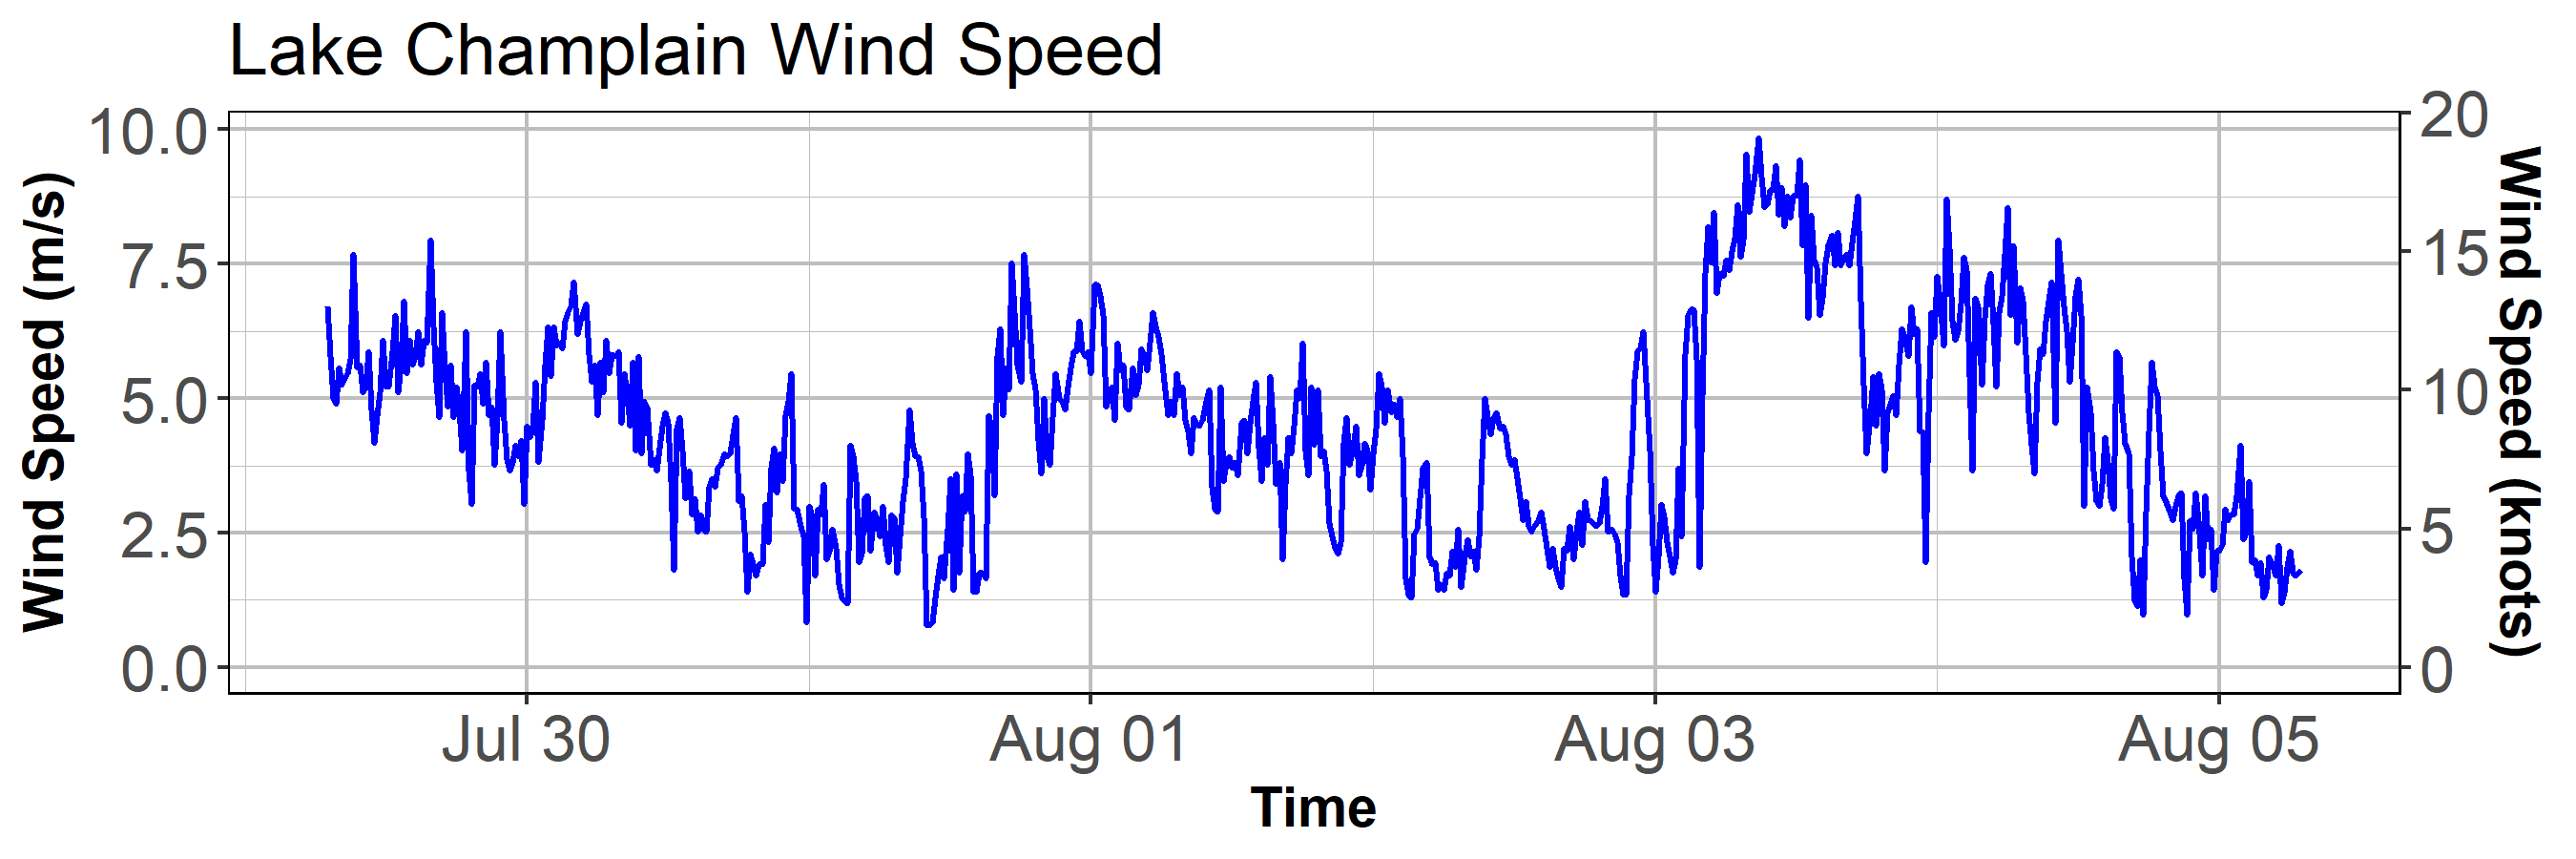 Lake Champlain Wind Speed
Wind Speed (m/s)
10.0
7.5
5.0
2.5
0.0
20
15
10
5
0
Wind Speed (knots)
Jul 30
Aug 01
Aug 03
Aug 05
Time